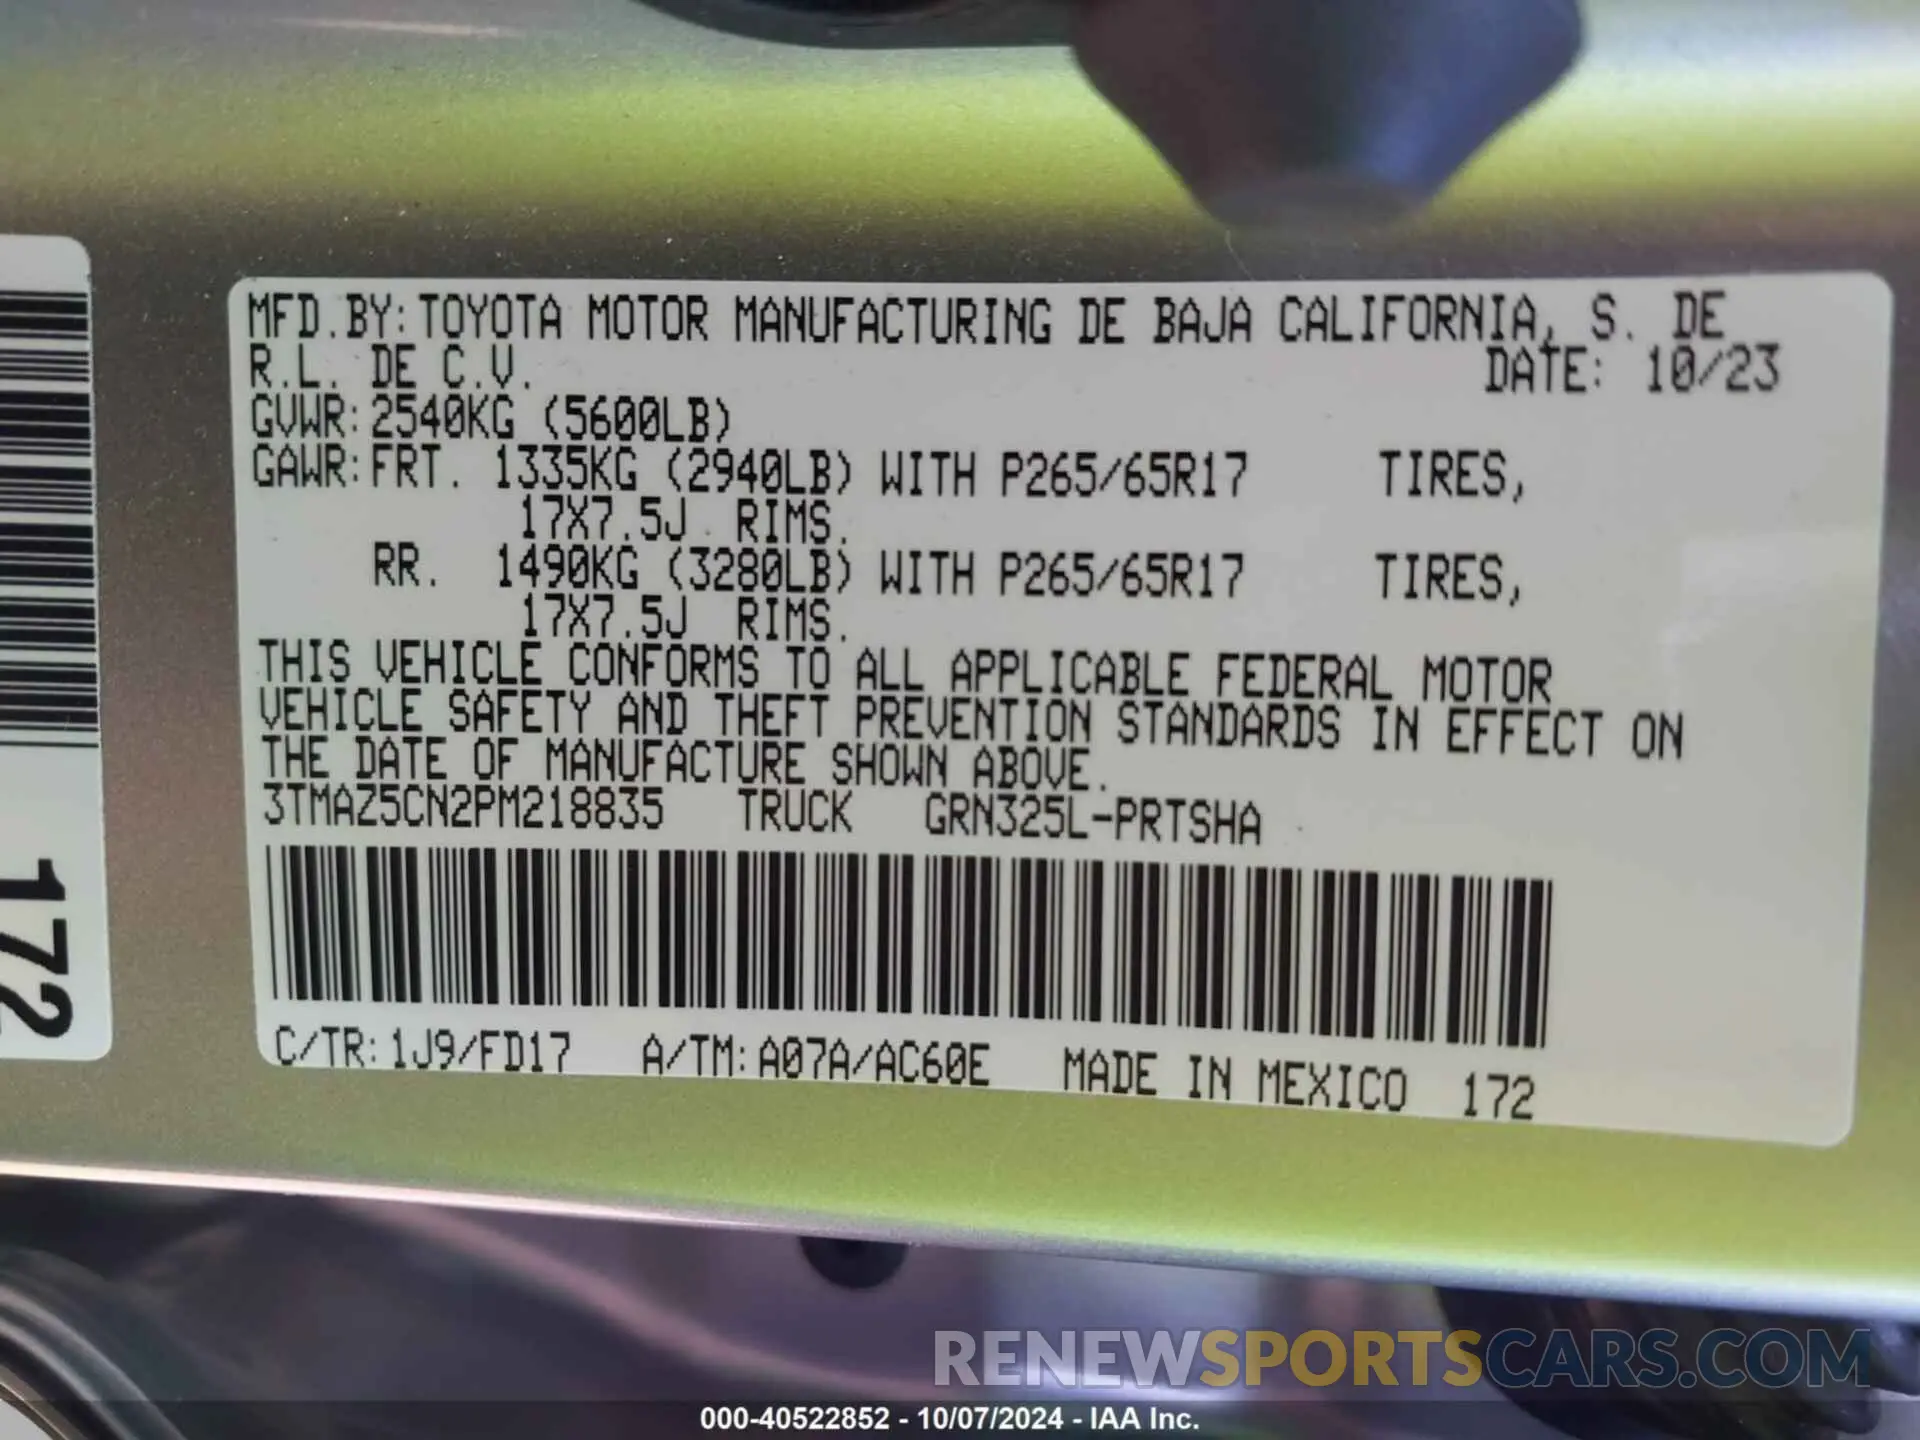 MFD.BY: TOYOTA MOTOR MANUFACTURING DE BAJA CALIFORNIA, S. DE
R.L. DE C.V. DATE: 10/23
GVWR: 2540KG (5600LB)
GAWR: FRT. 1335KG (2940LB) WITH P265/65R17 TIRES,
17X7.5J RIMS.
RR. 1490KG (3280LB) WITH P265/65R17 TIRES,
17X7.5J RIMS.
THIS VEHICLE CONFORMS TO ALL APPLICABLE FEDERAL MOTOR
VEHICLE SAFETY AND THEFT PREVENTION STANDARDS IN EFFECT ON
THE DATE OF MANUFACTURE SHOWN ABOVE.
3TMAZ5CN2PM218835 TRUCK GRN325L-PRTSHA
C/TR: 1J9/FD17 A/TM: A07A/AC60E MADE IN MEXICO 172
172
RENEWSPORTSCARS.COM
000-40522852 - 10/07/2024 - IAA Inc.